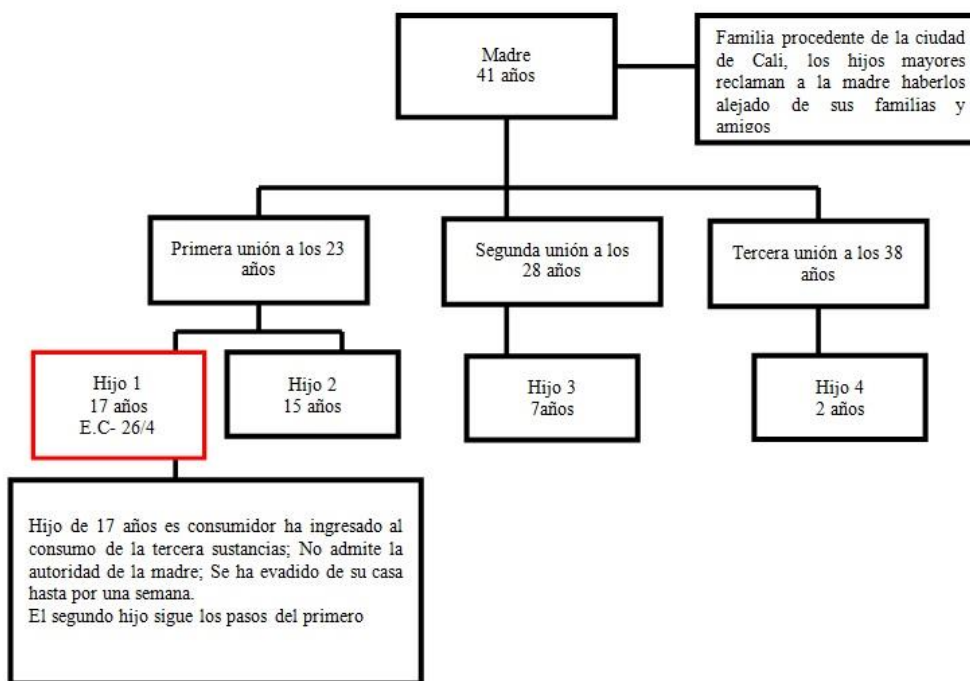 Madre
41 años
Familia procedente de la ciudad
de Cali, los hijos mayores
reclaman a la madre haberlos
alejado de sus familias y
amigos
Primera unión a los 23
años
Segunda unión a los
28 años
Tercera unión a los 38
años
Hijo 1
17 años
E.C- 26/4
Hijo 2
15 años
Hijo 3
7años
Hijo 4
2 años
Hijo de 17 años es consumidor ha ingresado al
consumo de la tercera sustancias; No admite la
autoridad de la madre; Se ha evadido de su casa
hasta por una semana.
El segundo hijo sigue los pasos del primero